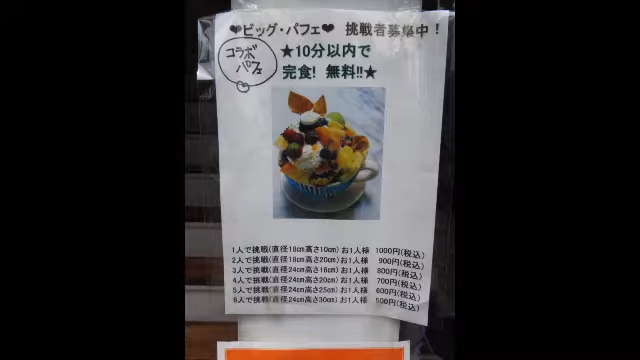 ❤ビッグ・パフェ❤ 挑戦者募集中！
コラボ
パフェ
★10分以内で
完食! 無料!!★
1人で挑戦(直径18cm高さ10cm) お1人様 1000円(税込)
2人で挑戦(直径18cm高さ20cm) お1人様 900円(税込)
3人で挑戦(直径24cm高さ16cm) お1人様 800円(税込)
4人で挑戦(直径24cm高さ20cm) お1人様 700円(税込)
5人で挑戦(直径24cm高さ25cm) お1人様 600円(税込)
6人で挑戦(直径24cm高さ30cm) お1人様 500円(税込)